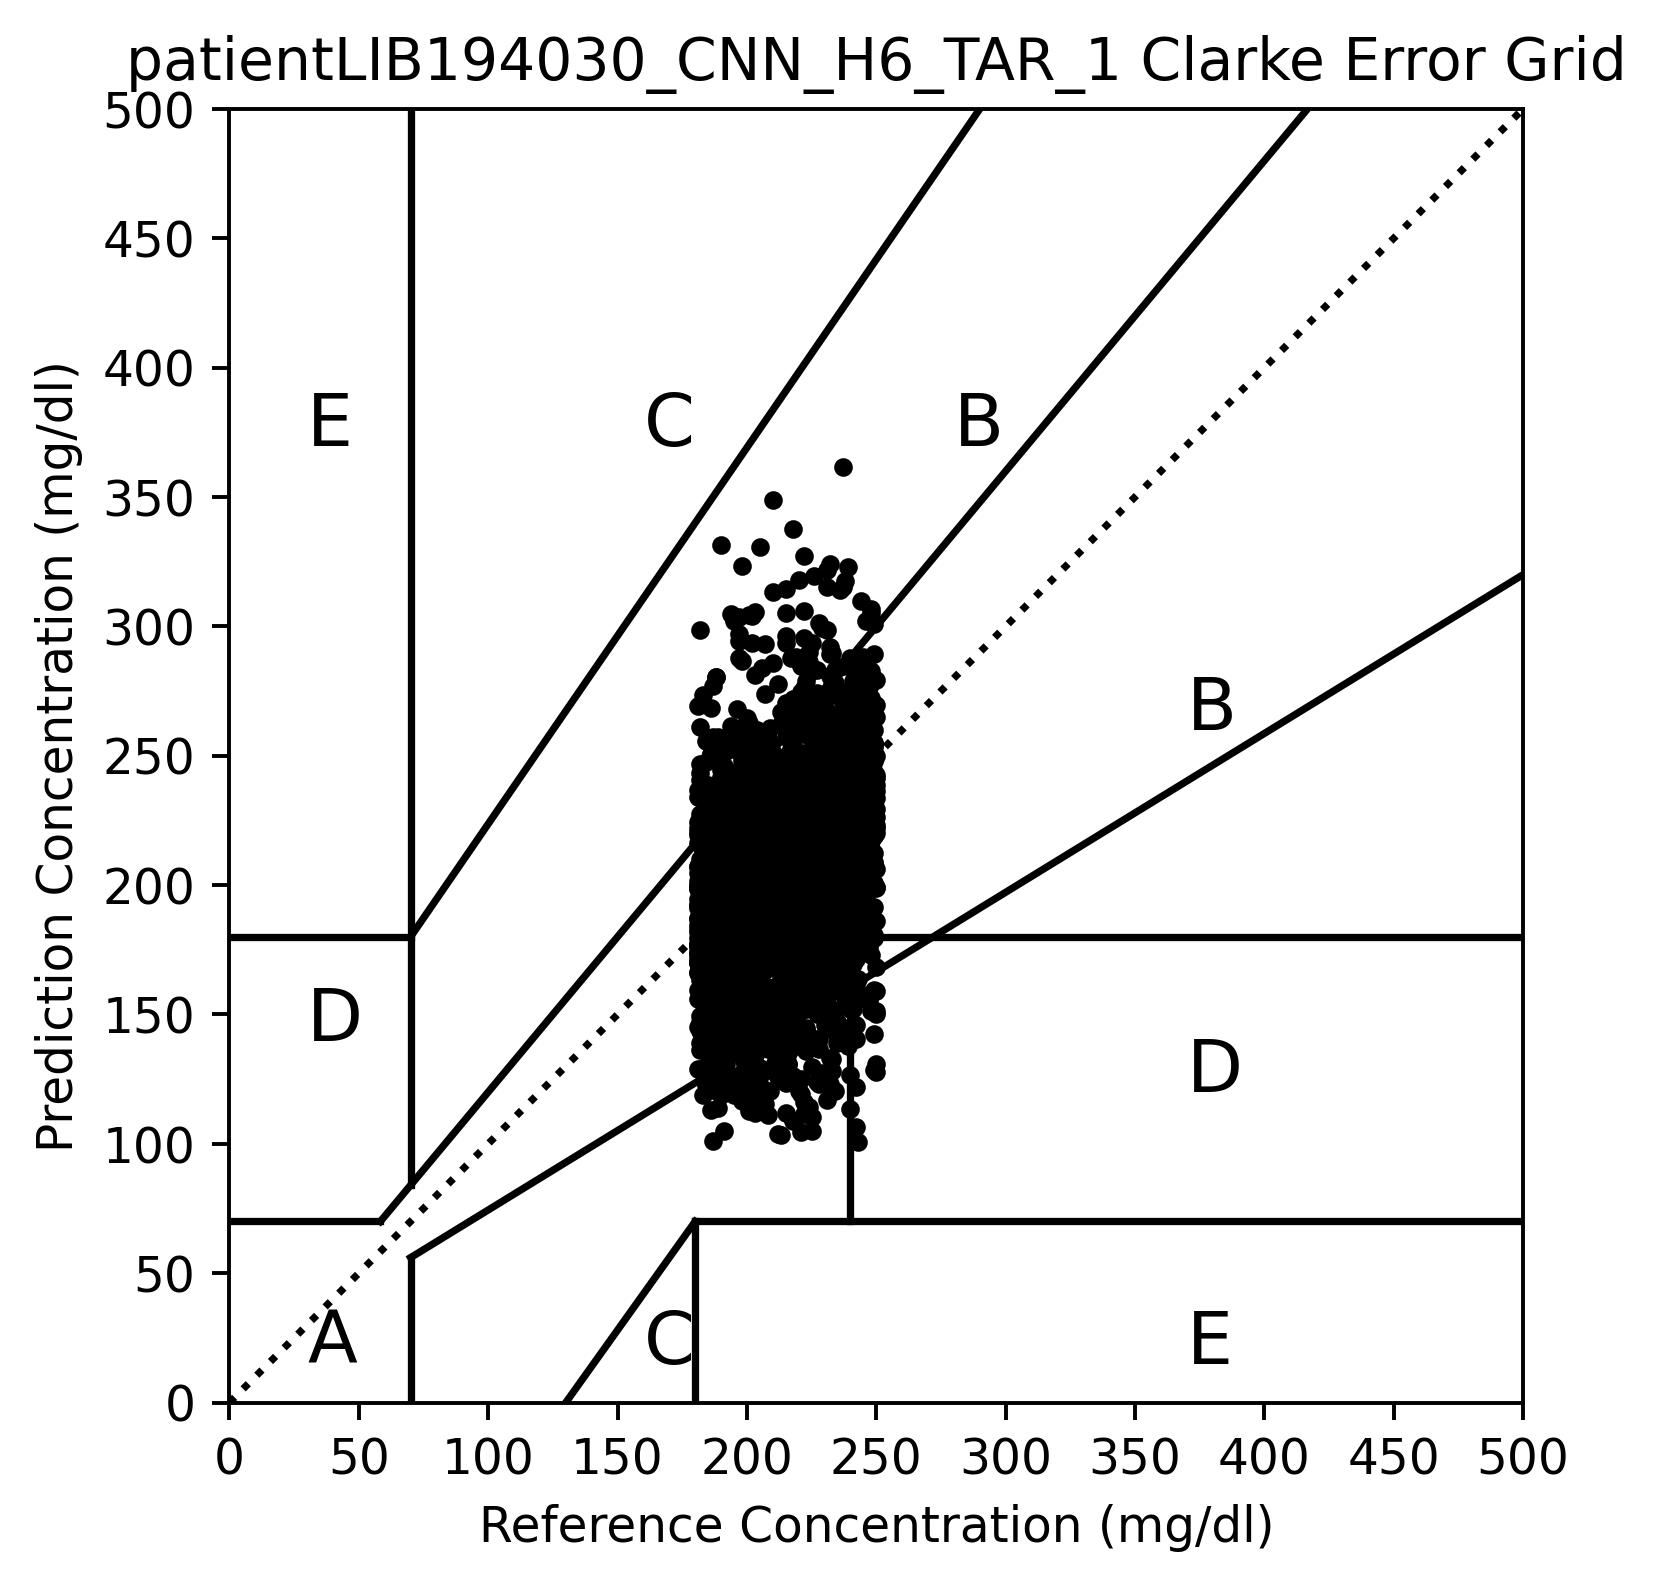 patientLIB194030_CNN_H6_TAR_1 Clarke Error Grid
500
450
400
350
300
250
200
150
100
50
0
Prediction Concentration (mg/dl)
E
C
B
B
D
D
A
C
E
0 50 100 150 200 250 300 350 400 450 500
Reference Concentration (mg/dl)